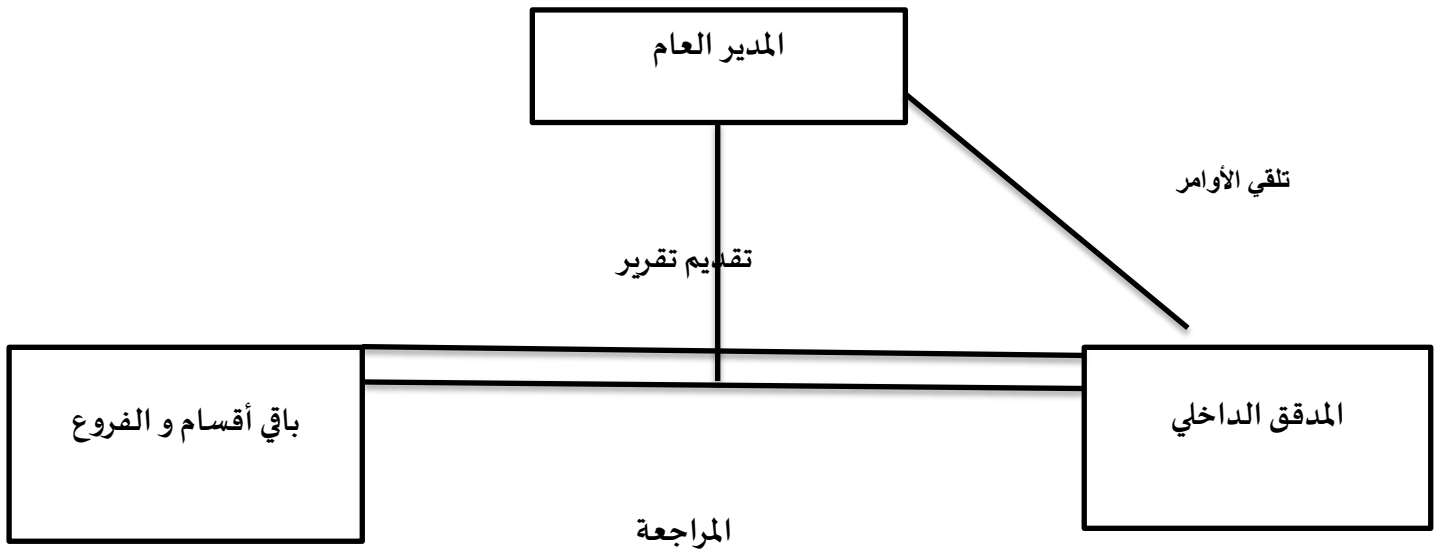 المدير العام
تلقي الأوامر
تقديم تقرير
المدقق الداخلي
باقي أقسام و الفروع
المراجعة